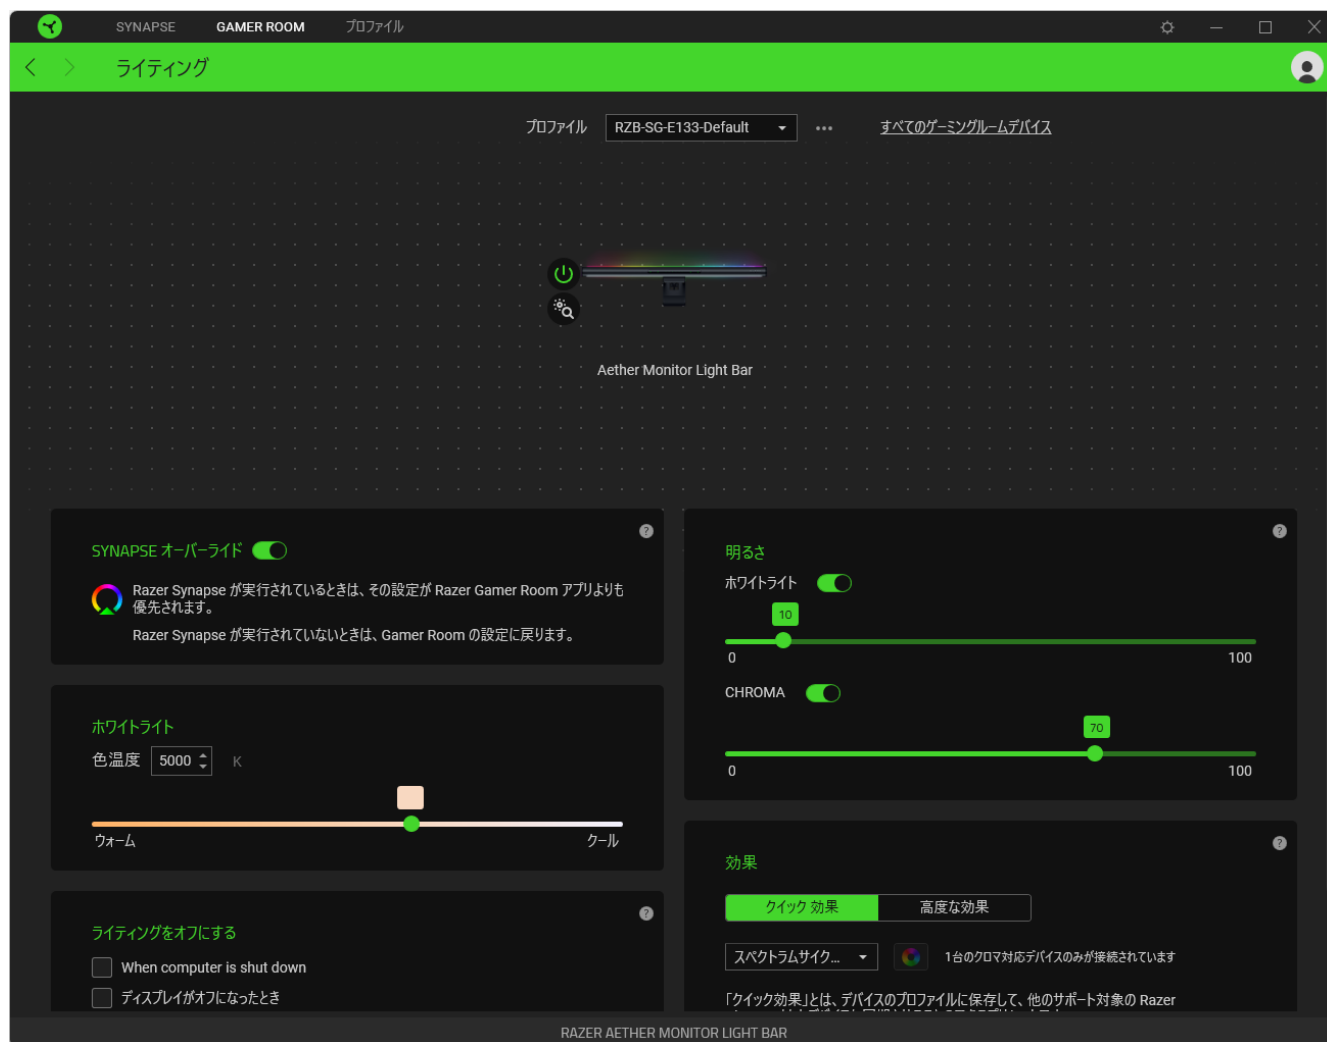 SYNAPSE GAMER ROOM プロファイル
ライティング
プロファイル RZB-SG-E133-Default ••• すべてのゲーミングルームデバイス
Aether Monitor Light Bar
SYNAPSE オーバーライド
Razer Synapse が実行されているときは、その設定が Razer Gamer Room アプリよりも
優先されます。
Razer Synapse が実行されていないときは、Gamer Room の設定に戻ります。
ホワイトライト
色温度 5000 K
ウォーム クール
ライティングをオフにする
When computer is shut down
ディスプレイがオフになったとき
明るさ
ホワイトライト
10
0 100
CHROMA
70
0 100
効果
クイック 効果 高度な効果
スペクトラムサイク... 1台のクロマ対応デバイスのみが接続されています
「クイック効果」とは、デバイスのプロファイルに保存して、他のサポート対象の Razer
RAZER AETHER MONITOR LIGHT BAR